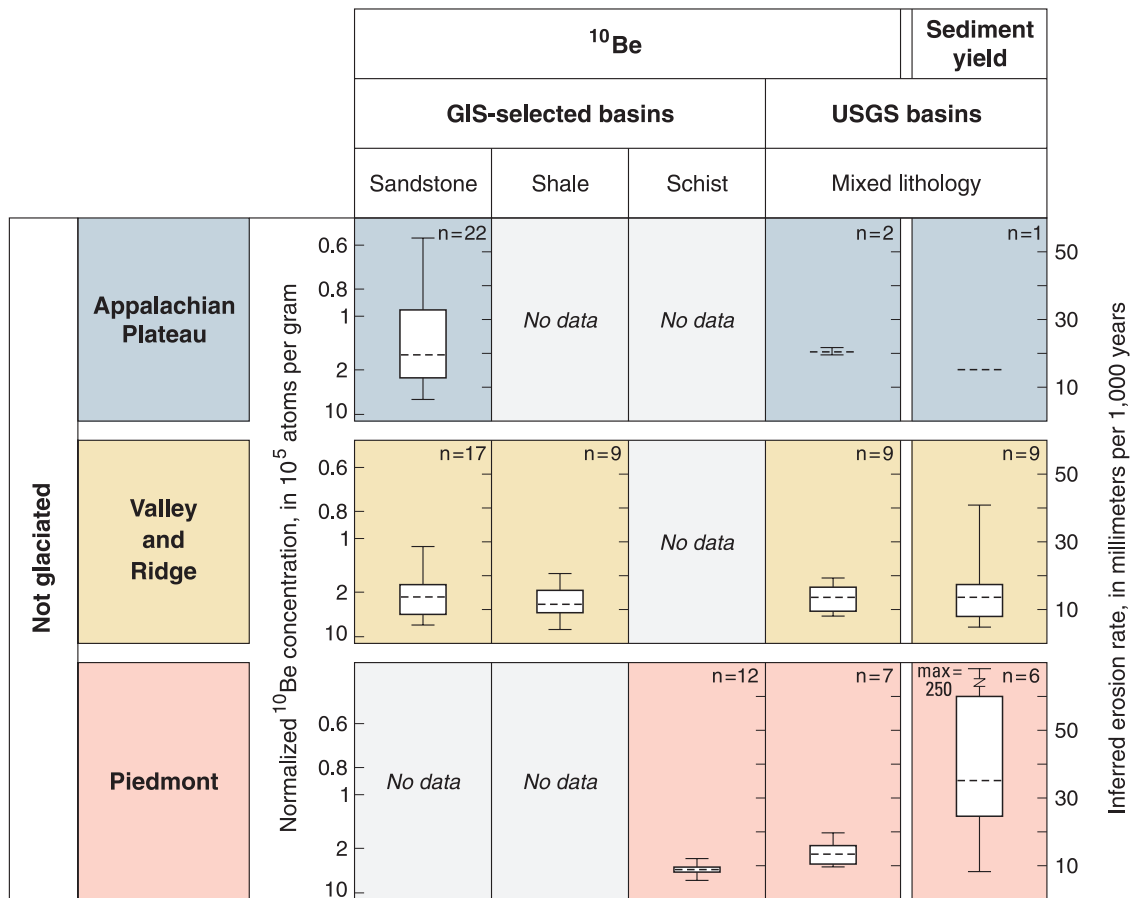 ¹⁰Be
Sediment
yield
GIS-selected basins
USGS basins
Sandstone
Shale
Schist
Mixed lithology
Not glaciated
Normalized ¹⁰Be concentration, in 10⁵ atoms per gram
Inferred erosion rate, in millimeters per 1,000 years
Appalachian
Plateau
0.6
0.8
1
2
10
n=22
No data
No data
n=2
n=1
50
30
10
Valley
and
Ridge
0.6
0.8
1
2
10
n=17
n=9
No data
n=9
n=9
50
30
10
Piedmont
0.6
0.8
1
2
10
No data
No data
n=12
n=7
max=
250
n=6
50
30
10